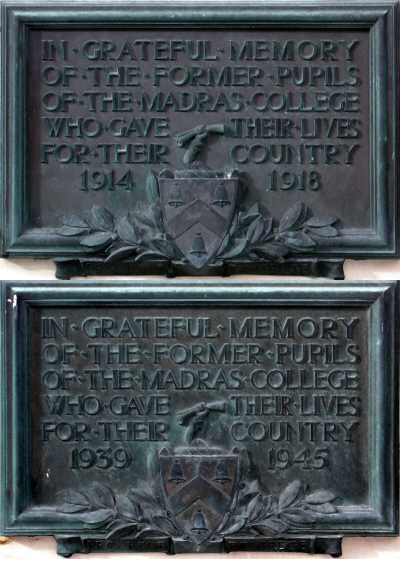 IN·GRATEFUL·MEMORY
OF·THE·FORMER·PUPILS
OF·THE·MADRAS·COLLEGE
WHO·GAVE THEIR·LIVES
FOR·THEIR COUNTRY
1914 1918
IN·GRATEFUL·MEMORY
OF·THE·FORMER·PUPILS
OF·THE·MADRAS·COLLEGE
WHO·GAVE THEIR·LIVES
FOR·THEIR COUNTRY
1939 1945